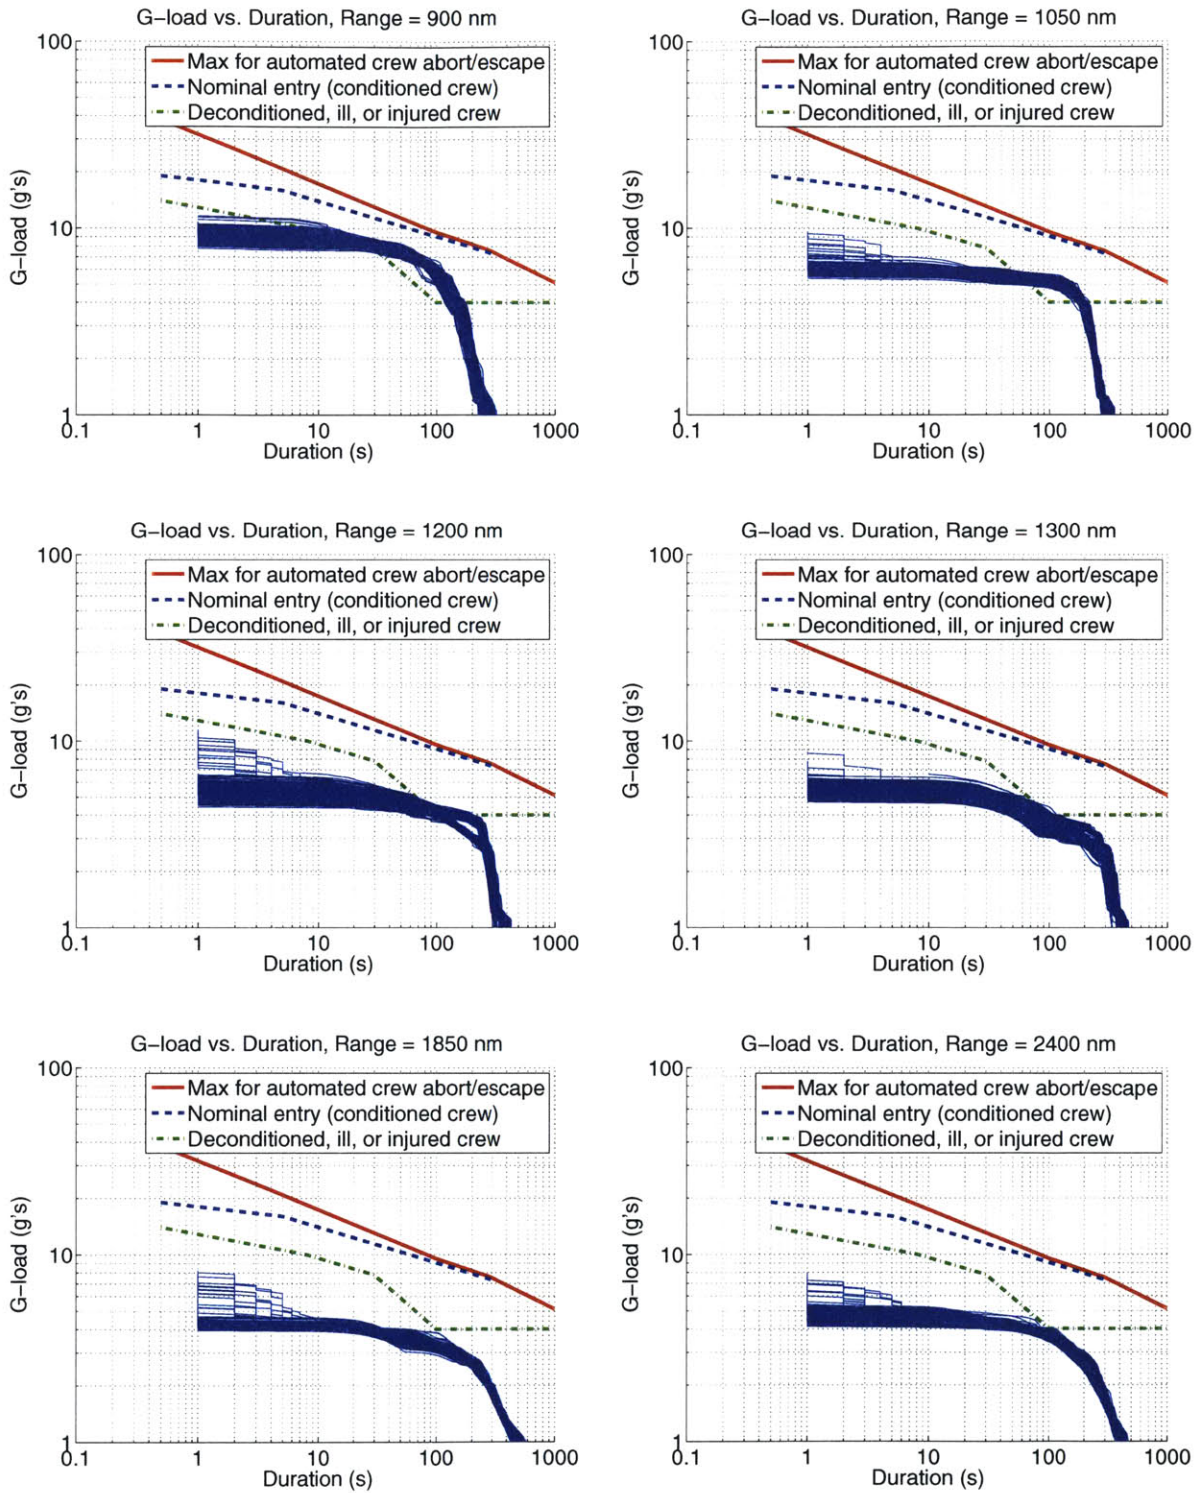 G-load vs. Duration, Range = 900 nm
100
Max for automated crew abort/escape
Nominal entry (conditioned crew)
Deconditioned, ill, or injured crew
G-load (g's)
10
1
0.1 1 10 100 1000
Duration (s)
G-load vs. Duration, Range = 1050 nm
100
Max for automated crew abort/escape
Nominal entry (conditioned crew)
Deconditioned, ill, or injured crew
G-load (g's)
10
1
0.1 1 10 100 1000
Duration (s)
G-load vs. Duration, Range = 1200 nm
100
Max for automated crew abort/escape
Nominal entry (conditioned crew)
Deconditioned, ill, or injured crew
G-load (g's)
10
1
0.1 1 10 100 1000
Duration (s)
G-load vs. Duration, Range = 1300 nm
100
Max for automated crew abort/escape
Nominal entry (conditioned crew)
Deconditioned, ill, or injured crew
G-load (g's)
10
1
0.1 1 10 100 1000
Duration (s)
G-load vs. Duration, Range = 1850 nm
100
Max for automated crew abort/escape
Nominal entry (conditioned crew)
Deconditioned, ill, or injured crew
G-load (g's)
10
1
0.1 1 10 100 1000
Duration (s)
G-load vs. Duration, Range = 2400 nm
100
Max for automated crew abort/escape
Nominal entry (conditioned crew)
Deconditioned, ill, or injured crew
G-load (g's)
10
1
0.1 1 10 100 1000
Duration (s)